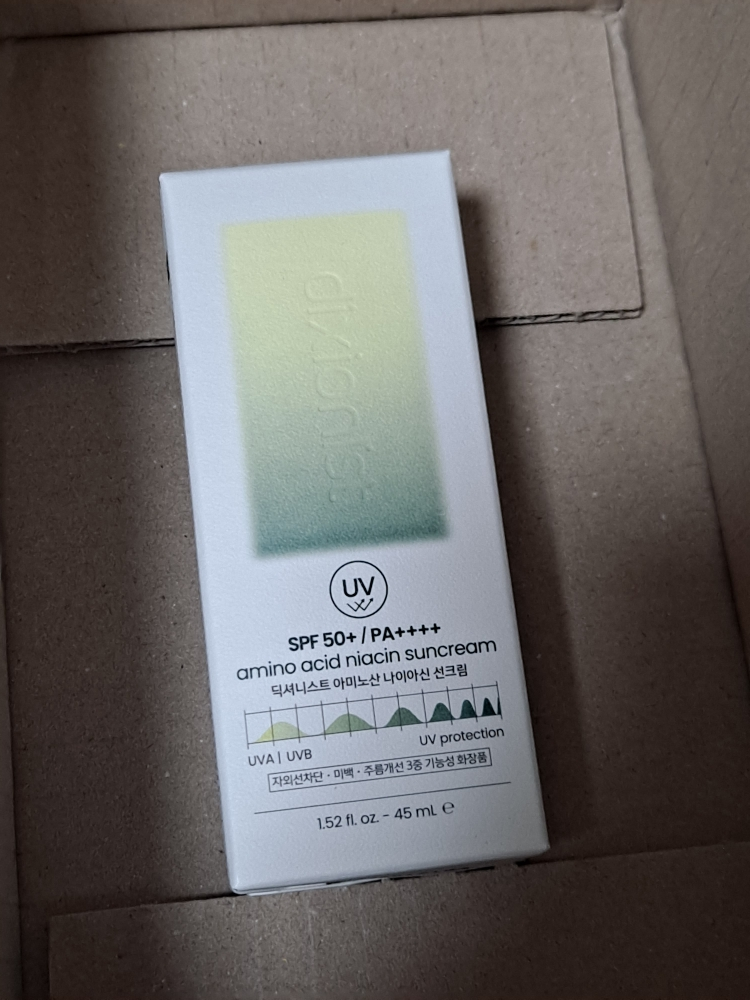 dixionist
UV
SPF 50+ / PA++++
amino acid niacin suncream
딕셔니스트 아미노산 나이아신 선크림
UVA | UVB
UV protection
자외선차단 · 미백 · 주름개선 3중 기능성 화장품
1.52 fl. oz. - 45 mL ℮